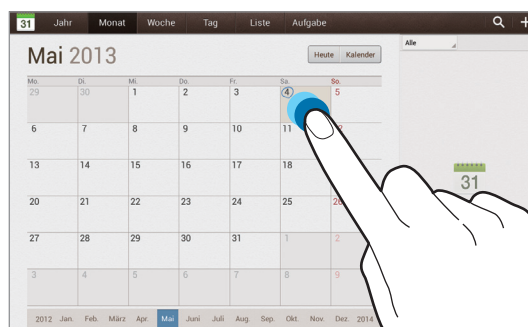 31 Jahr Monat Woche Tag Liste Aufgabe
Alle
Mai 2013
Heute Kalender
Mo. Di. Mi. Do. Fr. Sa. So.
29 30 1 2 3 4 5
6 7 8 9 10 11 12
13 14 15 16 17 18
31
20 21 22 23 24 25 26
27 28 29 30 31 1 2
3 4 5 6 7 8 9
2012 Jan. Feb. März Apr. Mai Juni Juli Aug. Sep. Okt. Nov. Dez. 2014